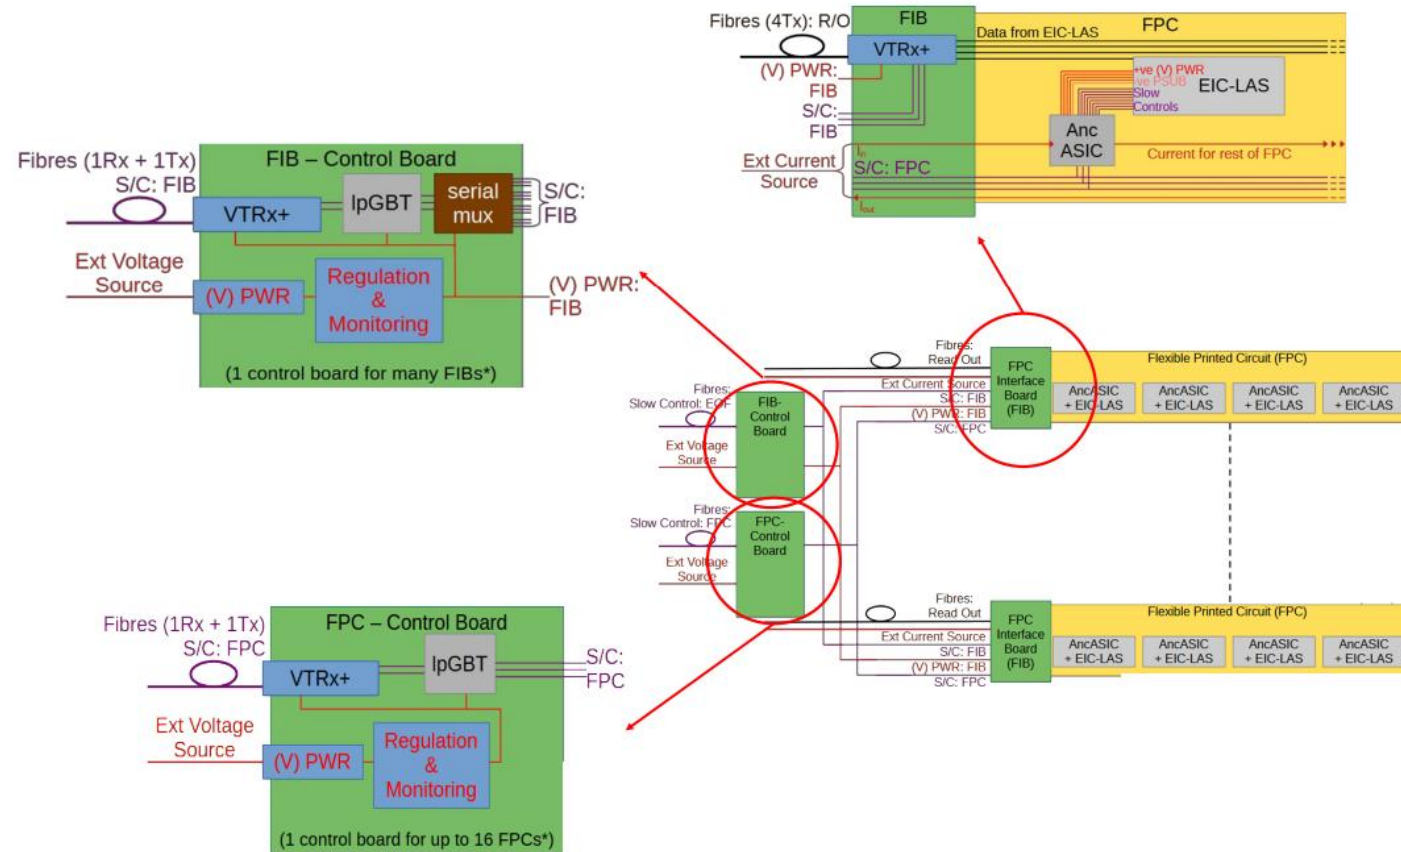 Fibres (4Tx): R/O
FIB
FPC
VTRx+
Data from EIC-LAS
(V) PWR:
FIB
S/C:
FIB
+ve (V) PWR
-ve PSUB
Slow
Controls
EIC-LAS
Anc
ASIC
Ext Current
Source
Iin
S/C: FPC
Current for rest of FPC
Iout
Fibres (1Rx + 1Tx)
S/C: FIB
FIB – Control Board
VTRx+
lpGBT
serial
mux
S/C:
FIB
Ext Voltage
Source
(V) PWR
Regulation
&
Monitoring
(V) PWR:
FIB
(1 control board for many FIBs*)
Fibres:
Read Out
Ext Current Source
S/C: FIB
(V) PWR: FIB
S/C: FPC
FPC
Interface
Board
(FIB)
Flexible Printed Circuit (FPC)
AncASIC
+ EIC-LAS
AncASIC
+ EIC-LAS
AncASIC
+ EIC-LAS
AncASIC
+ EIC-LAS
Fibres:
Slow Control: EOF
Ext Voltage
Source
FIB-
Control
Board
Fibres:
Slow Control: FPC
Ext Voltage
Source
FPC-
Control
Board
Fibres:
Read Out
Ext Current Source
S/C: FIB
(V) PWR: FIB
S/C: FPC
FPC
Interface
Board
(FIB)
Flexible Printed Circuit (FPC)
AncASIC
+ EIC-LAS
AncASIC
+ EIC-LAS
AncASIC
+ EIC-LAS
AncASIC
+ EIC-LAS
Fibres (1Rx + 1Tx)
S/C: FPC
FPC – Control Board
VTRx+
lpGBT
S/C:
FPC
Ext Voltage
Source
(V) PWR
Regulation
&
Monitoring
(1 control board for up to 16 FPCs*)